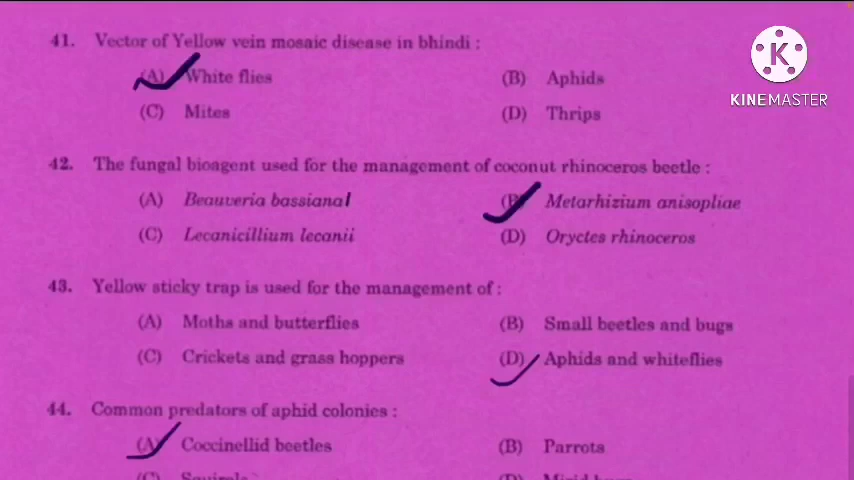 41. Vector of Yellow vein mosaic disease in bhindi :
(A) White flies (B) Aphids
(C) Mites (D) Thrips
42. The fungal bioagent used for the management of coconut rhinoceros beetle :
(A) Beauveria bassianal (B) Metarhizium anisopliae
(C) Lecanicillium lecanii (D) Oryctes rhinoceros
43. Yellow sticky trap is used for the management of :
(A) Moths and butterflies (B) Small beetles and bugs
(C) Crickets and grass hoppers (D) Aphids and whiteflies
44. Common predators of aphid colonies :
(A) Coccinellid beetles (B) Parrots
(C) (D)
K
KINEMASTER